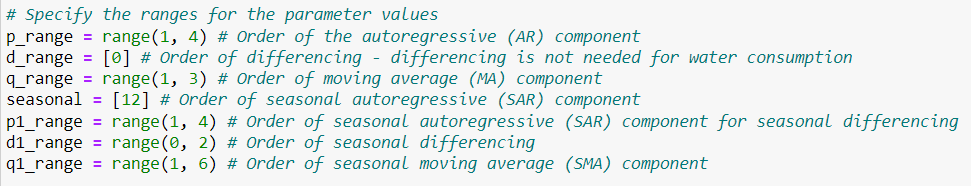 # Specify the ranges for the parameter values
p_range = range(1, 4) # Order of the autoregressive (AR) component
d_range = [0] # Order of differencing - differencing is not needed for water consumption
q_range = range(1, 3) # Order of moving average (MA) component
seasonal = [12] # Order of seasonal autoregressive (SAR) component
p1_range = range(1, 4) # Order of seasonal autoregressive (SAR) component for seasonal differencing
d1_range = range(0, 2) # Order of seasonal differencing
q1_range = range(1, 6) # Order of seasonal moving average (SMA) component